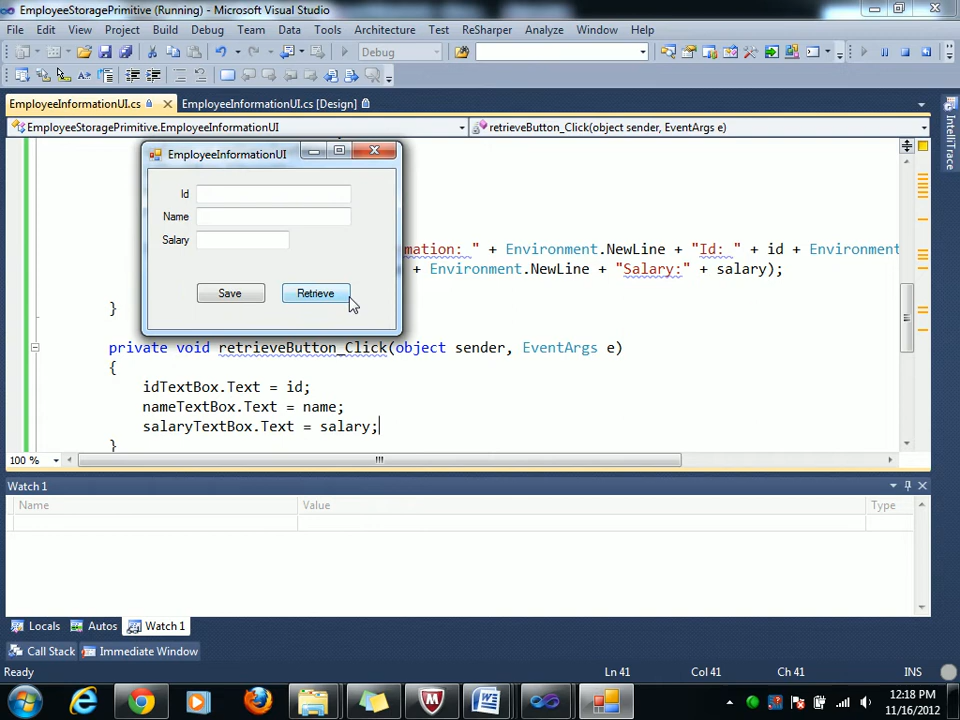 EmployeeStoragePrimitive (Running) - Microsoft Visual Studio
File Edit View Project Build Debug Team Data Tools Architecture Test ReSharper Analyze Window Help
Debug
EmployeeInformationUI.cs EmployeeInformationUI.cs [Design]
EmployeeStoragePrimitive.EmployeeInformationUI retrieveButton_Click(object sender, EventArgs e)
IntelliTrace
EmployeeInformationUI
Id
Name
Salary
Save Retrieve
mation: " + Environment.NewLine + "Id: " + id + Environment
+ Environment.NewLine + "Salary:" + salary);
}
private void retrieveButton_Click(object sender, EventArgs e)
{
idTextBox.Text = id;
nameTextBox.Text = name;
salaryTextBox.Text = salary;
}
100 %
Watch 1
Name Value Type
Locals Autos Watch 1
Call Stack Immediate Window
Ready Ln 41 Col 41 Ch 41 INS
12:18 PM
11/16/2012